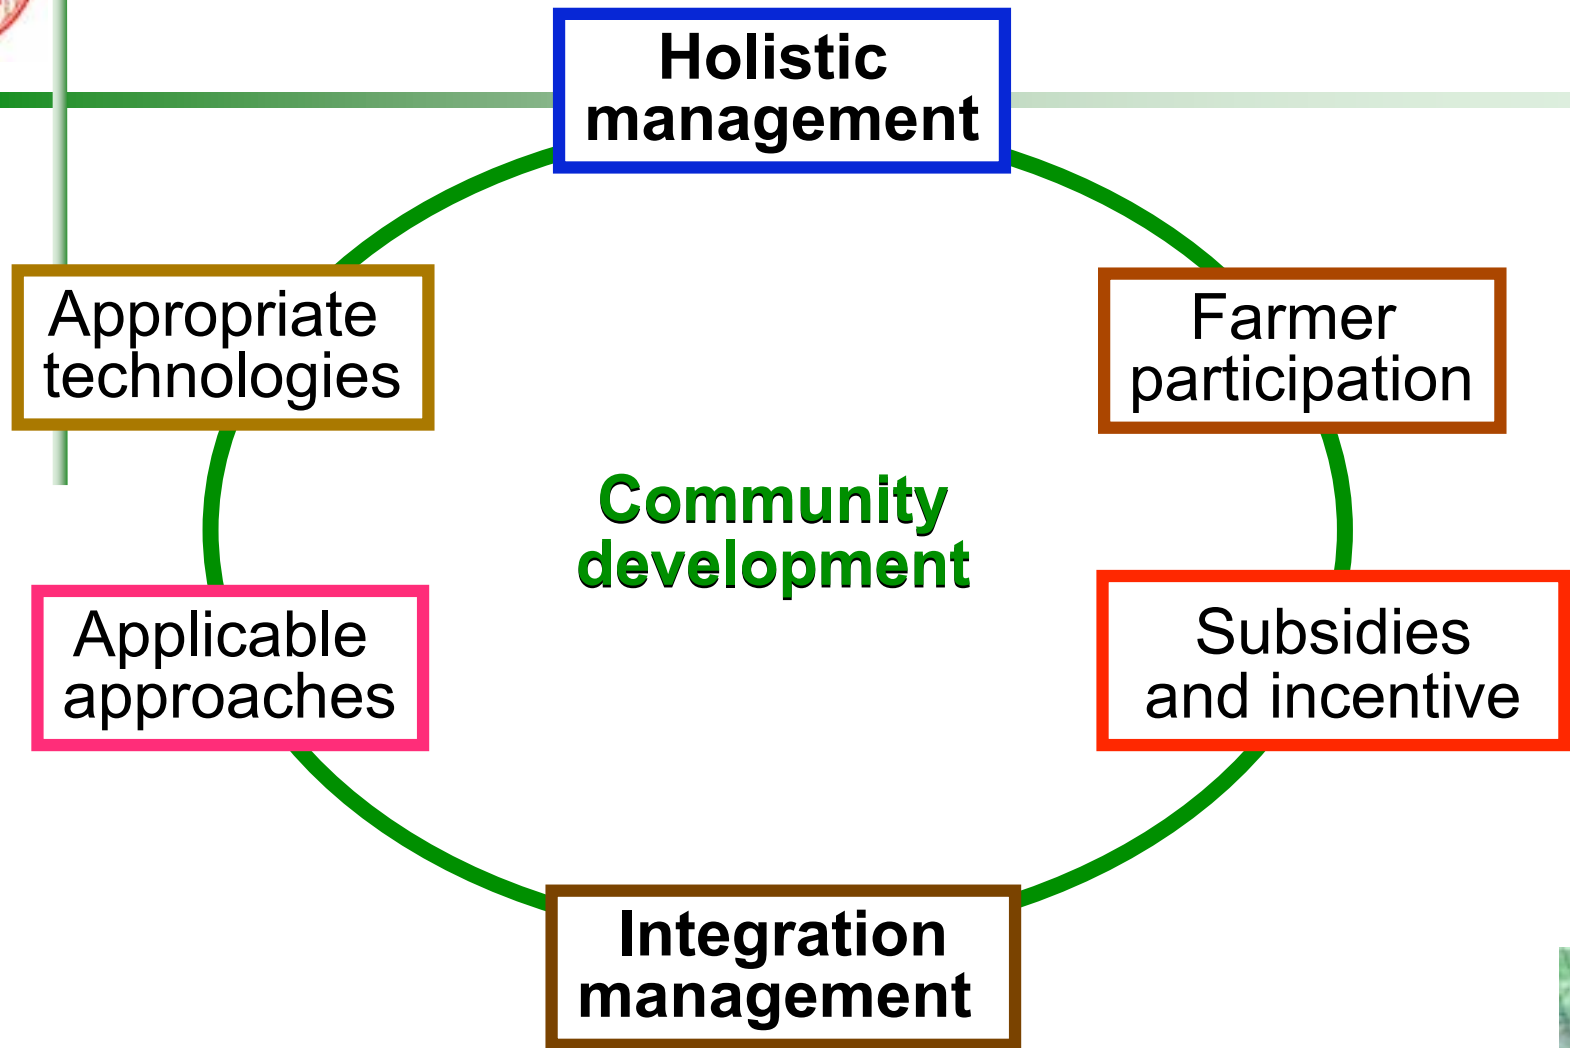 Holistic
management
Appropriate
technologies
Farmer
participation
Community
development
Applicable
approaches
Subsidies
and incentive
Integration
management